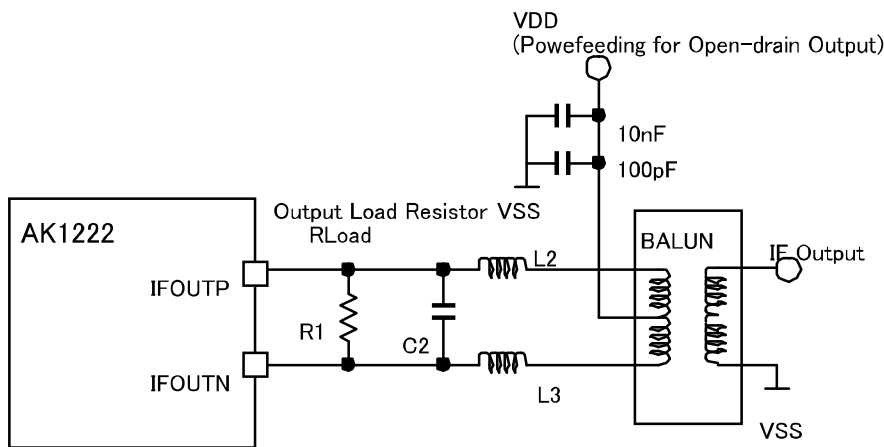 VDD
(Powefeeding for Open-drain Output)
10nF
100pF
Output Load Resistor VSS
RLoad
AK1222
BALUN
IF Output
IFOUTP
L2
R1
C2
IFOUTN
L3
VSS